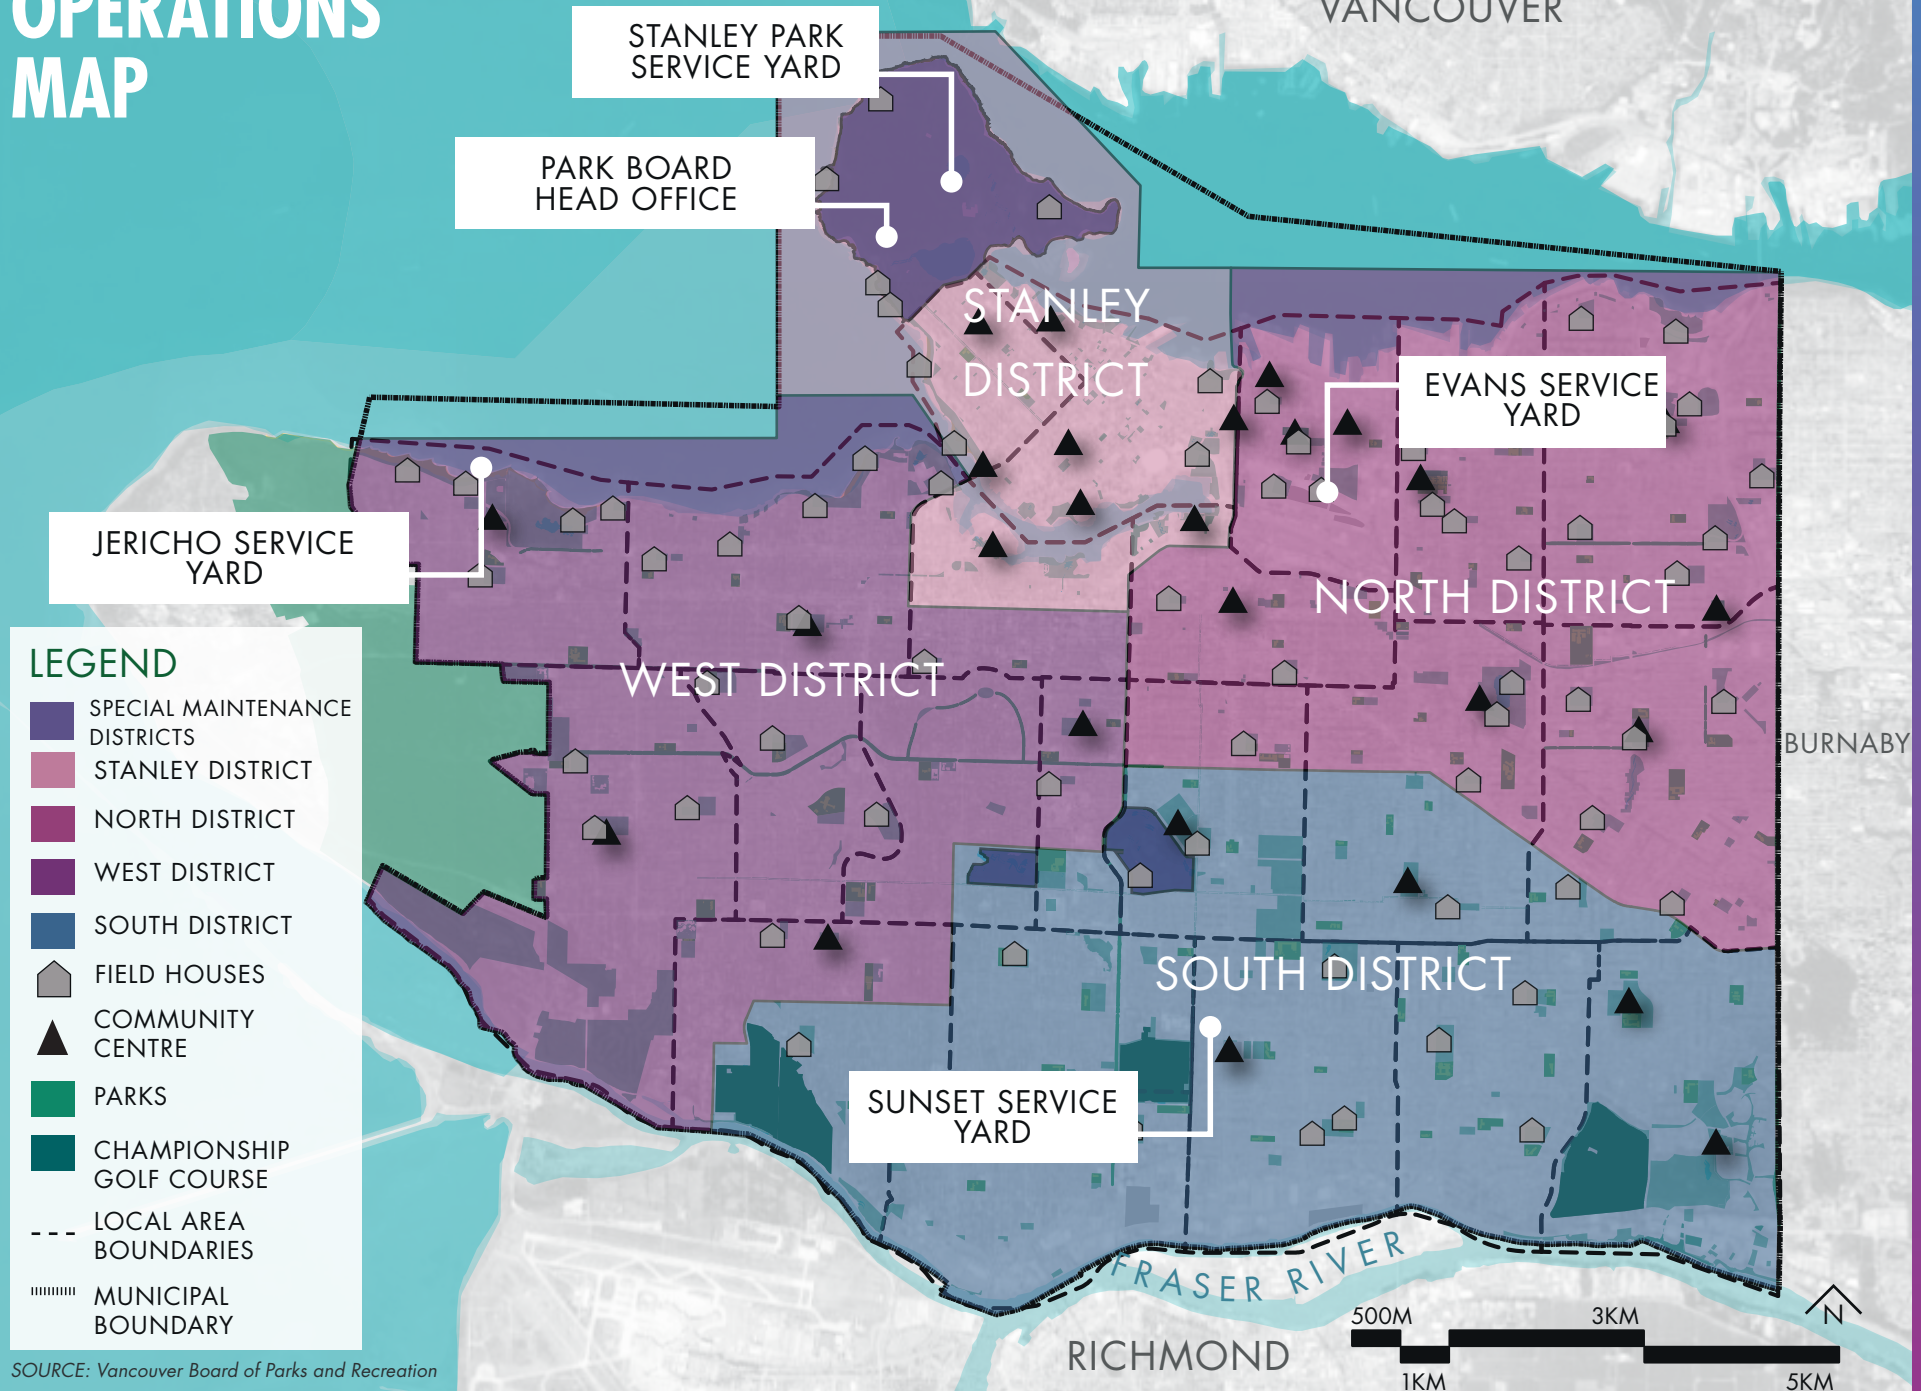 OPERATIONS
MAP
VANCOUVER
STANLEY PARK
SERVICE YARD
PARK BOARD
HEAD OFFICE
STANLEY
DISTRICT
EVANS SERVICE
YARD
JERICHO SERVICE
YARD
NORTH DISTRICT
WEST DISTRICT
BURNABY
SOUTH DISTRICT
SUNSET SERVICE
YARD
FRASER RIVER
RICHMOND
LEGEND
SPECIAL MAINTENANCE
DISTRICTS
STANLEY DISTRICT
NORTH DISTRICT
WEST DISTRICT
SOUTH DISTRICT
FIELD HOUSES
COMMUNITY
CENTRE
PARKS
CHAMPIONSHIP
GOLF COURSE
LOCAL AREA
BOUNDARIES
MUNICIPAL
BOUNDARY
500M
3KM
N
1KM
5KM
SOURCE: Vancouver Board of Parks and Recreation